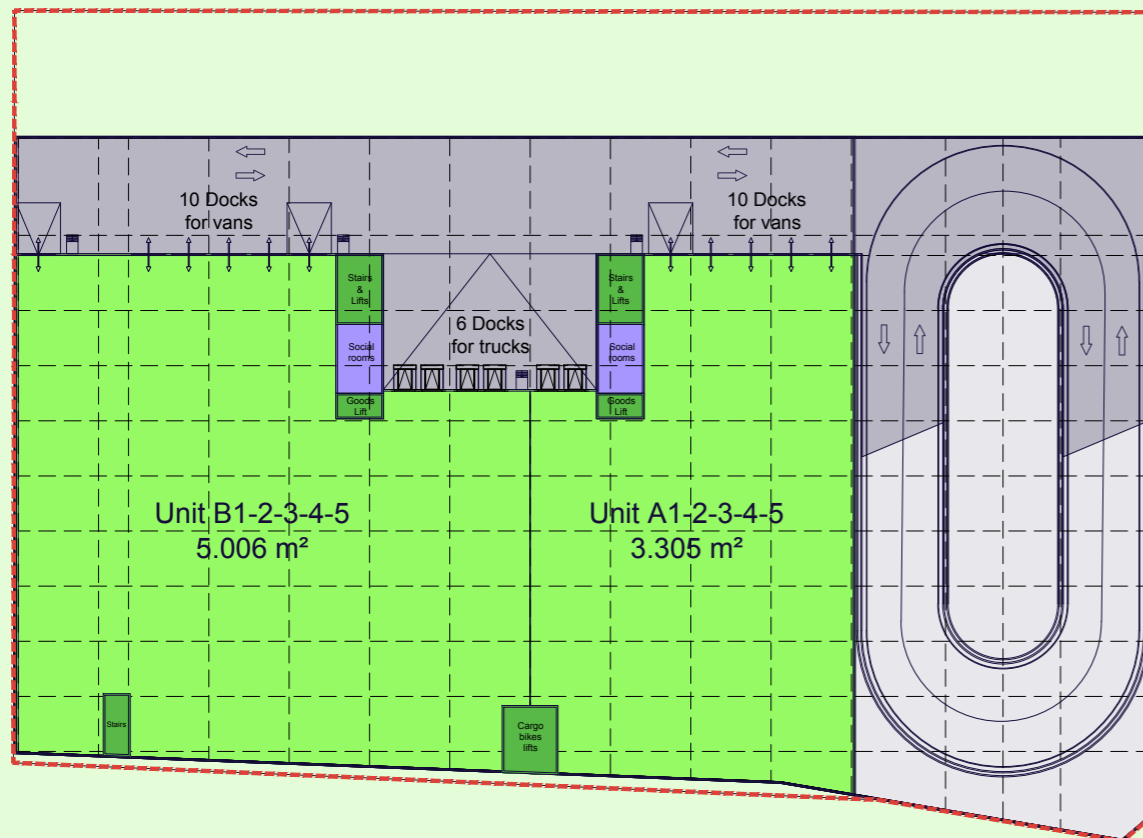 10 Docks
for vans
10 Docks
for vans
Stairs
&
Lifts
Stairs
&
Lifts
6 Docks
for trucks
Social
rooms
Social
rooms
Goods
Lift
Goods
Lift
Unit B1-2-3-4-5
5.006 m²
Unit A1-2-3-4-5
3.305 m²
Stairs
Cargo
bikes
lifts